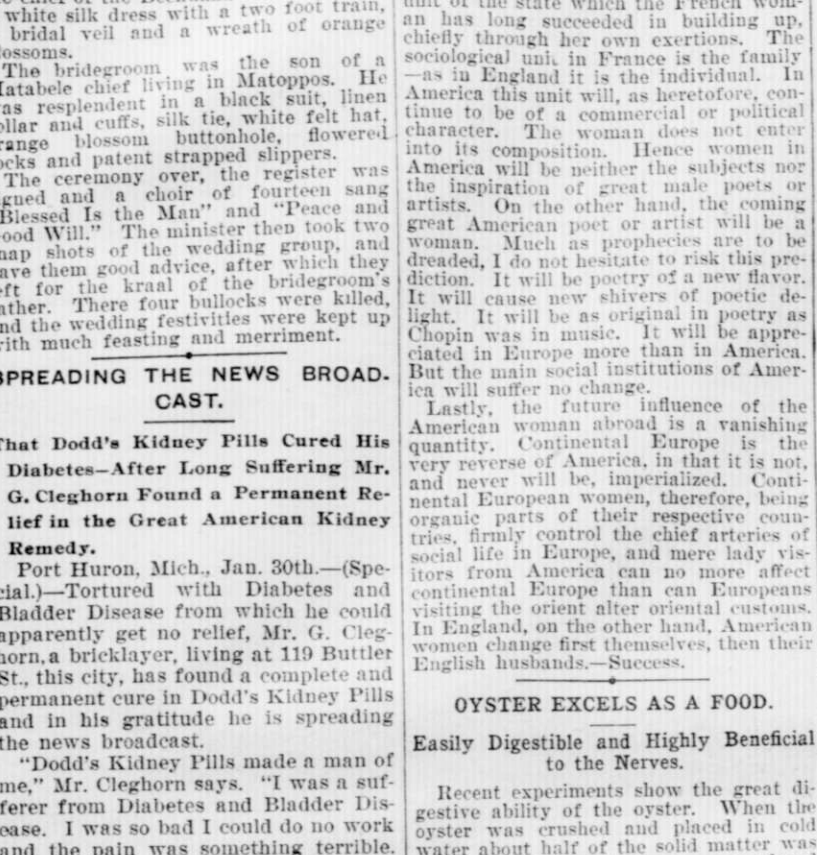 white silk dress with a two foot train,
bridal veil and a wreath of orange
lossoms.
The bridegroom was the son of a
latabele chief living in Matoppos. He
as resplendent in a black suit, linen
ollar and cuffs, silk tie, white felt hat,
range blossom buttonhole, flowered
ocks and patent strapped slippers.
The ceremony over, the register was
gned and a choir of fourteen sang
Blessed Is the Man" and "Peace and
ood Will." The minister then took two
nap shots of the wedding group, and
ave them good advice, after which they
eft for the kraal of the bridegroom's
ather. There four bullocks were killed,
nd the wedding festivities were kept up
ith much feasting and merriment.
SPREADING THE NEWS BROAD-
CAST.
That Dodd's Kidney Pills Cured His
Diabetes—After Long Suffering Mr.
G. Cleghorn Found a Permanent Re-
lief in the Great American Kidney
Remedy.
Port Huron, Mich., Jan. 30th.—(Spe-
cial.)—Tortured with Diabetes and
Bladder Disease from which he could
apparently get no relief, Mr. G. Cleg-
horn, a bricklayer, living at 119 Buttler
St., this city, has found a complete and
permanent cure in Dodd's Kidney Pills
and in his gratitude he is spreading
the news broadcast.
"Dodd's Kidney Pills made a man of
me," Mr. Cleghorn says. "I was a suf-
ferer from Diabetes and Bladder Dis-
ease. I was so bad I could do no work
and the pain was something terrible.
unit of the state which the French wom-
an has long succeeded in building up,
chiefly through her own exertions. The
sociological unit in France is the family
—as in England it is the individual. In
America this unit will, as heretofore, con-
tinue to be of a commercial or political
character. The woman does not enter
into its composition. Hence women in
America will be neither the subjects nor
the inspiration of great male poets or
artists. On the other hand, the coming
great American poet or artist will be a
woman. Much as prophecies are to be
dreaded, I do not hesitate to risk this pre-
diction. It will be poetry of a new flavor.
It will cause new shivers of poetic de-
light. It will be as original in poetry as
Chopin was in music. It will be appre-
ciated in Europe more than in America.
But the main social institutions of Amer-
ica will suffer no change.
Lastly, the future influence of the
American woman abroad is a vanishing
quantity. Continental Europe is the
very reverse of America, in that it is not,
and never will be, imperialized. Conti-
nental European women, therefore, being
organic parts of their respective coun-
tries, firmly control the chief arteries of
social life in Europe, and mere lady vis-
itors from America can no more affect
continental Europe than can Europeans
visiting the orient alter oriental customs.
In England, on the other hand, American
women change first themselves, then their
English husbands.—Success.
OYSTER EXCELS AS A FOOD.
Easily Digestible and Highly Beneficial
to the Nerves.
Recent experiments show the great di-
gestive ability of the oyster. When the
oyster was crushed and placed in cold
water about half of the solid matter was